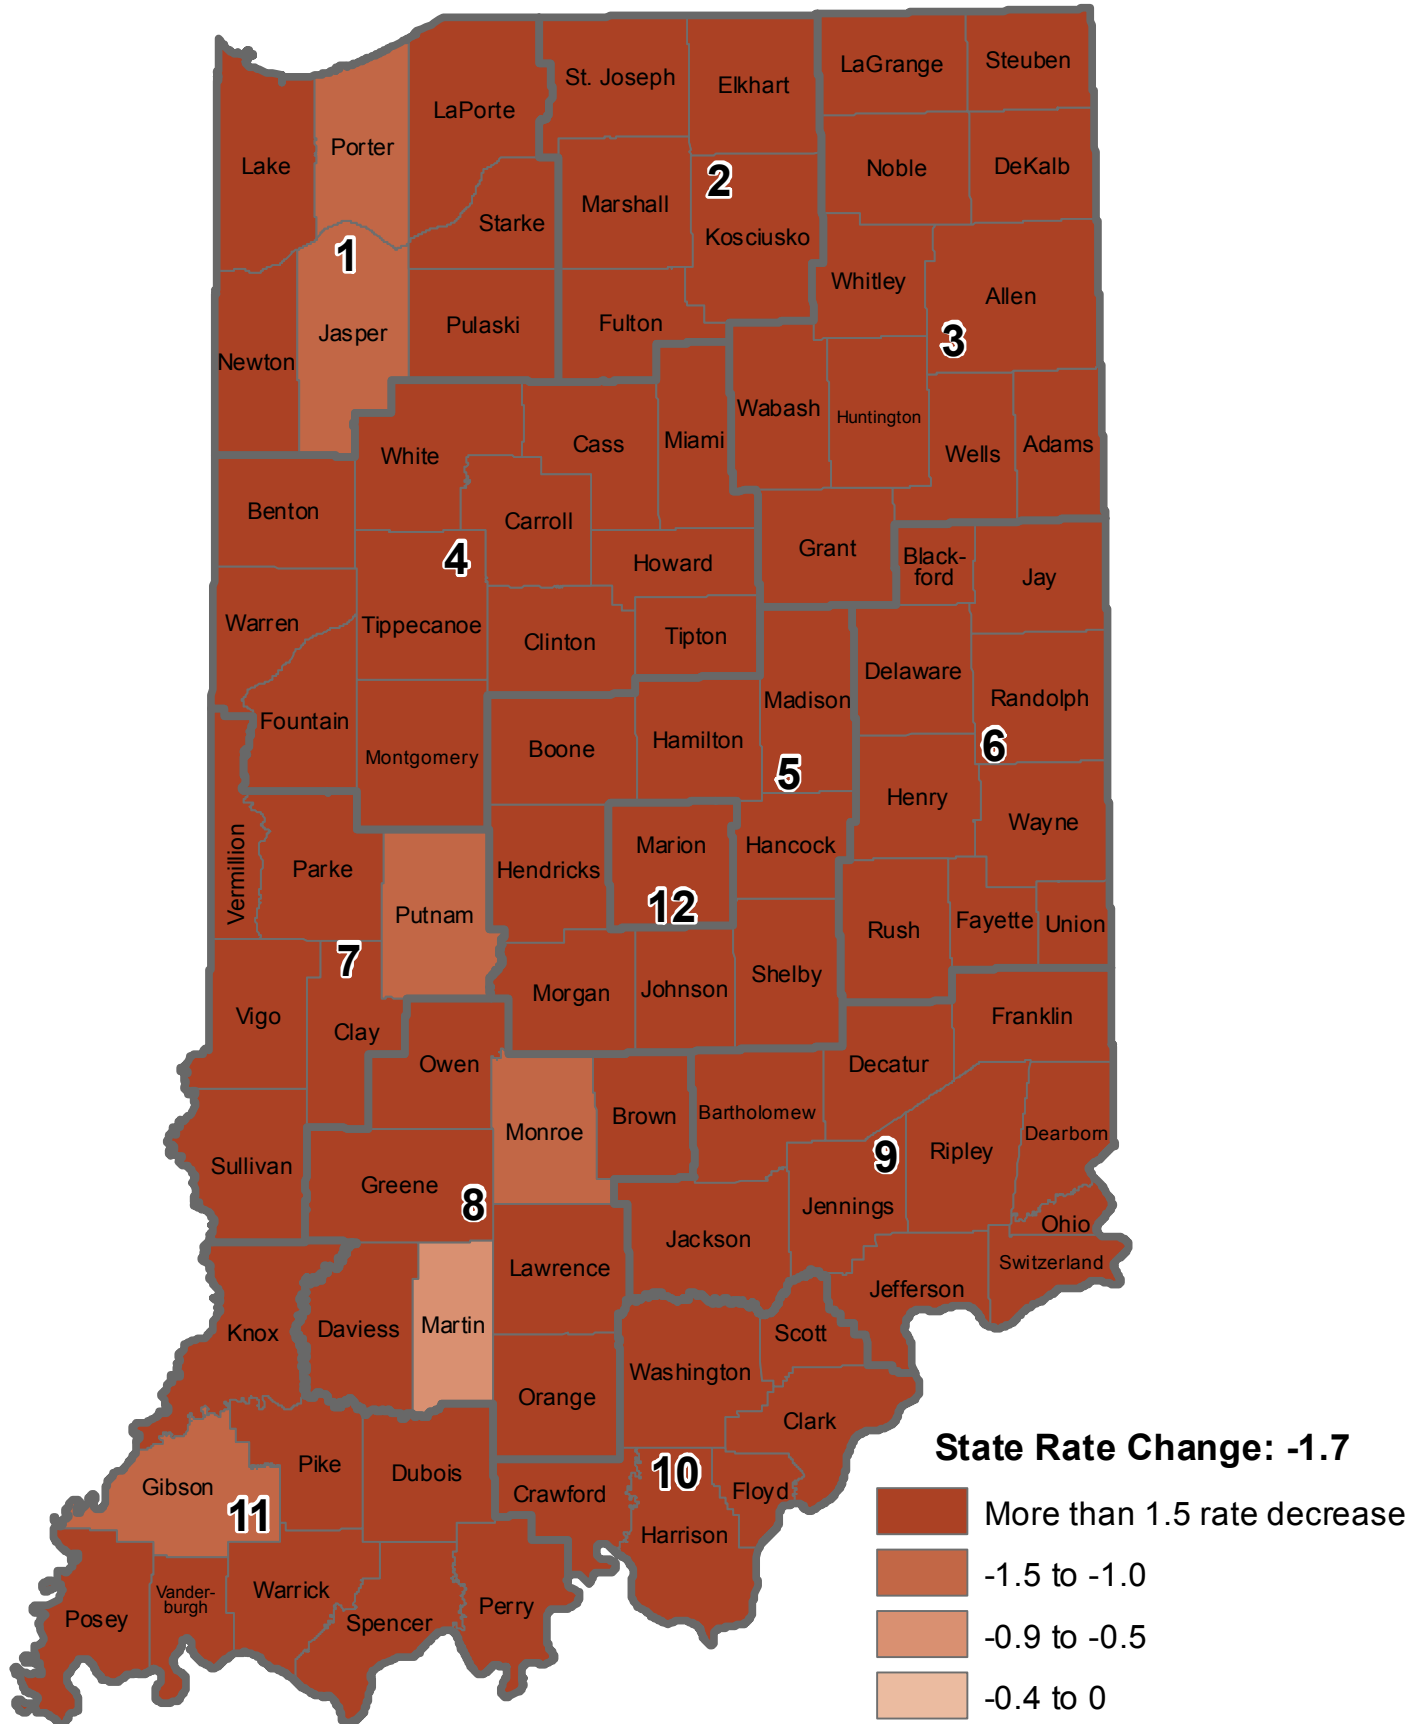 St. Joseph
Elkhart
LaGrange
Steuben
LaPorte
Porter
Lake
Noble
DeKalb
2
Marshall
Kosciusko
Starke
1
Whitley
Allen
Jasper
Pulaski
Fulton
3
Newton
Wabash
Huntington
White
Cass
Miami
Wells
Adams
Benton
Carroll
4
Howard
Grant
Black-
ford
Jay
Warren
Tippecanoe
Clinton
Tipton
Delaware
Madison
Randolph
Fountain
Montgomery
Boone
Hamilton
5
6
Henry
Wayne
Vermillion
Parke
Putnam
Hendricks
Marion
12
Hancock
Rush
Fayette
Union
7
Vigo
Clay
Morgan
Johnson
Shelby
Franklin
Owen
Decatur
Monroe
Brown
Bartholomew
Dearborn
9
Ripley
Sullivan
Greene
8
Jennings
Ohio
Jackson
Lawrence
Switzerland
Jefferson
Knox
Daviess
Martin
Scott
Washington
Orange
Clark
Pike
Dubois
Gibson
11
10
Crawford
Floyd
Harrison
Posey
Vander-
burgh
Warrick
Spencer
Perry
State Rate Change: -1.7
More than 1.5 rate decrease
-1.5 to -1.0
-0.9 to -0.5
-0.4 to 0